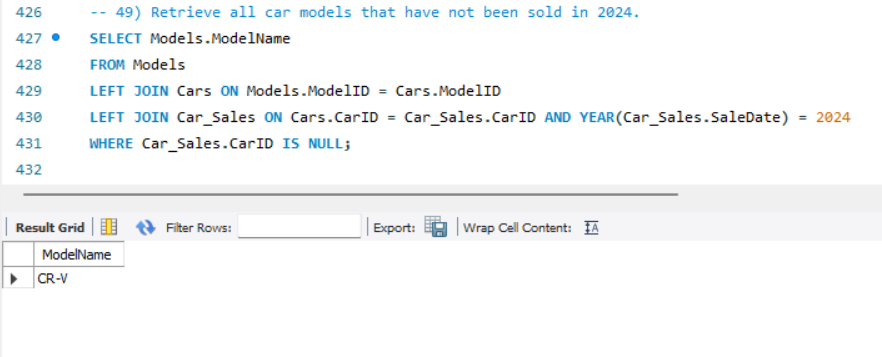 426 -- 49) Retrieve all car models that have not been sold in 2024.
427 SELECT Models.ModelName
428 FROM Models
429 LEFT JOIN Cars ON Models.ModelID = Cars.ModelID
430 LEFT JOIN Car_Sales ON Cars.CarID = Car_Sales.CarID AND YEAR(Car_Sales.SaleDate) = 2024
431 WHERE Car_Sales.CarID IS NULL;
432
Result Grid Filter Rows: Export: Wrap Cell Content:
ModelName
CR-V